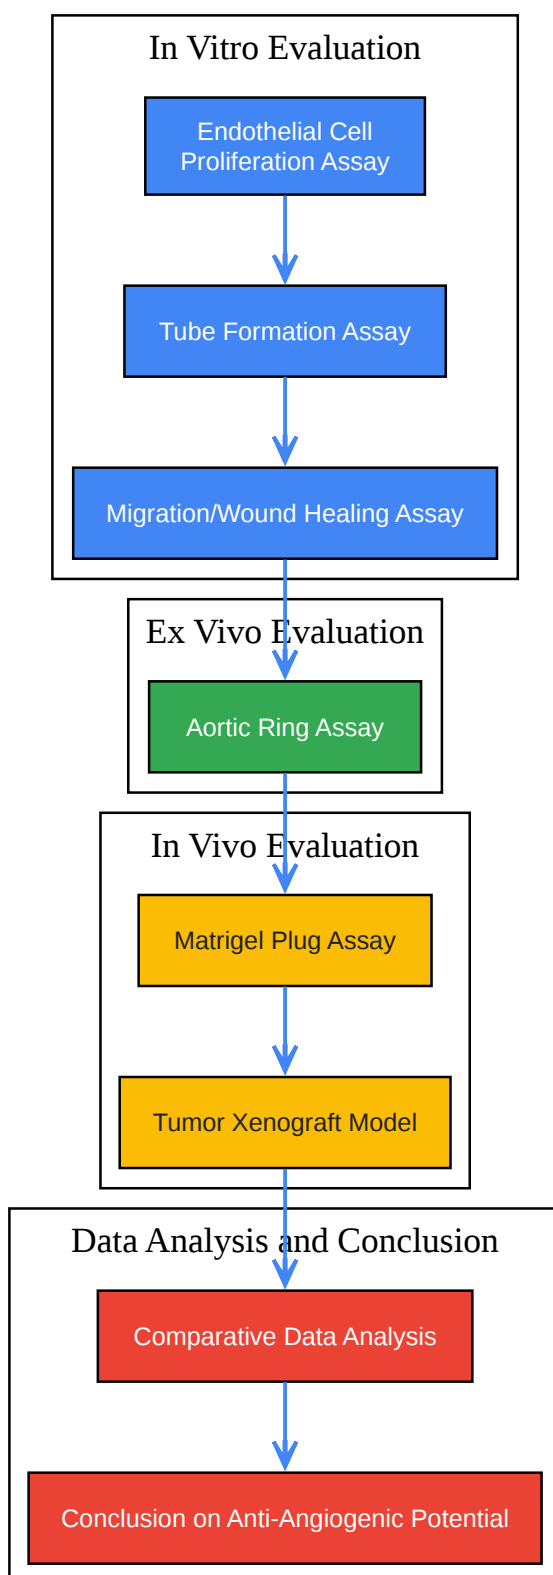 In Vitro Evaluation
Endothelial Cell
Proliferation Assay
Tube Formation Assay
Migration/Wound Healing Assay
Ex Vivo Evaluation
Aortic Ring Assay
In Vivo Evaluation
Matrigel Plug Assay
Tumor Xenograft Model
Data Analysis and Conclusion
Comparative Data Analysis
Conclusion on Anti-Angiogenic Potential